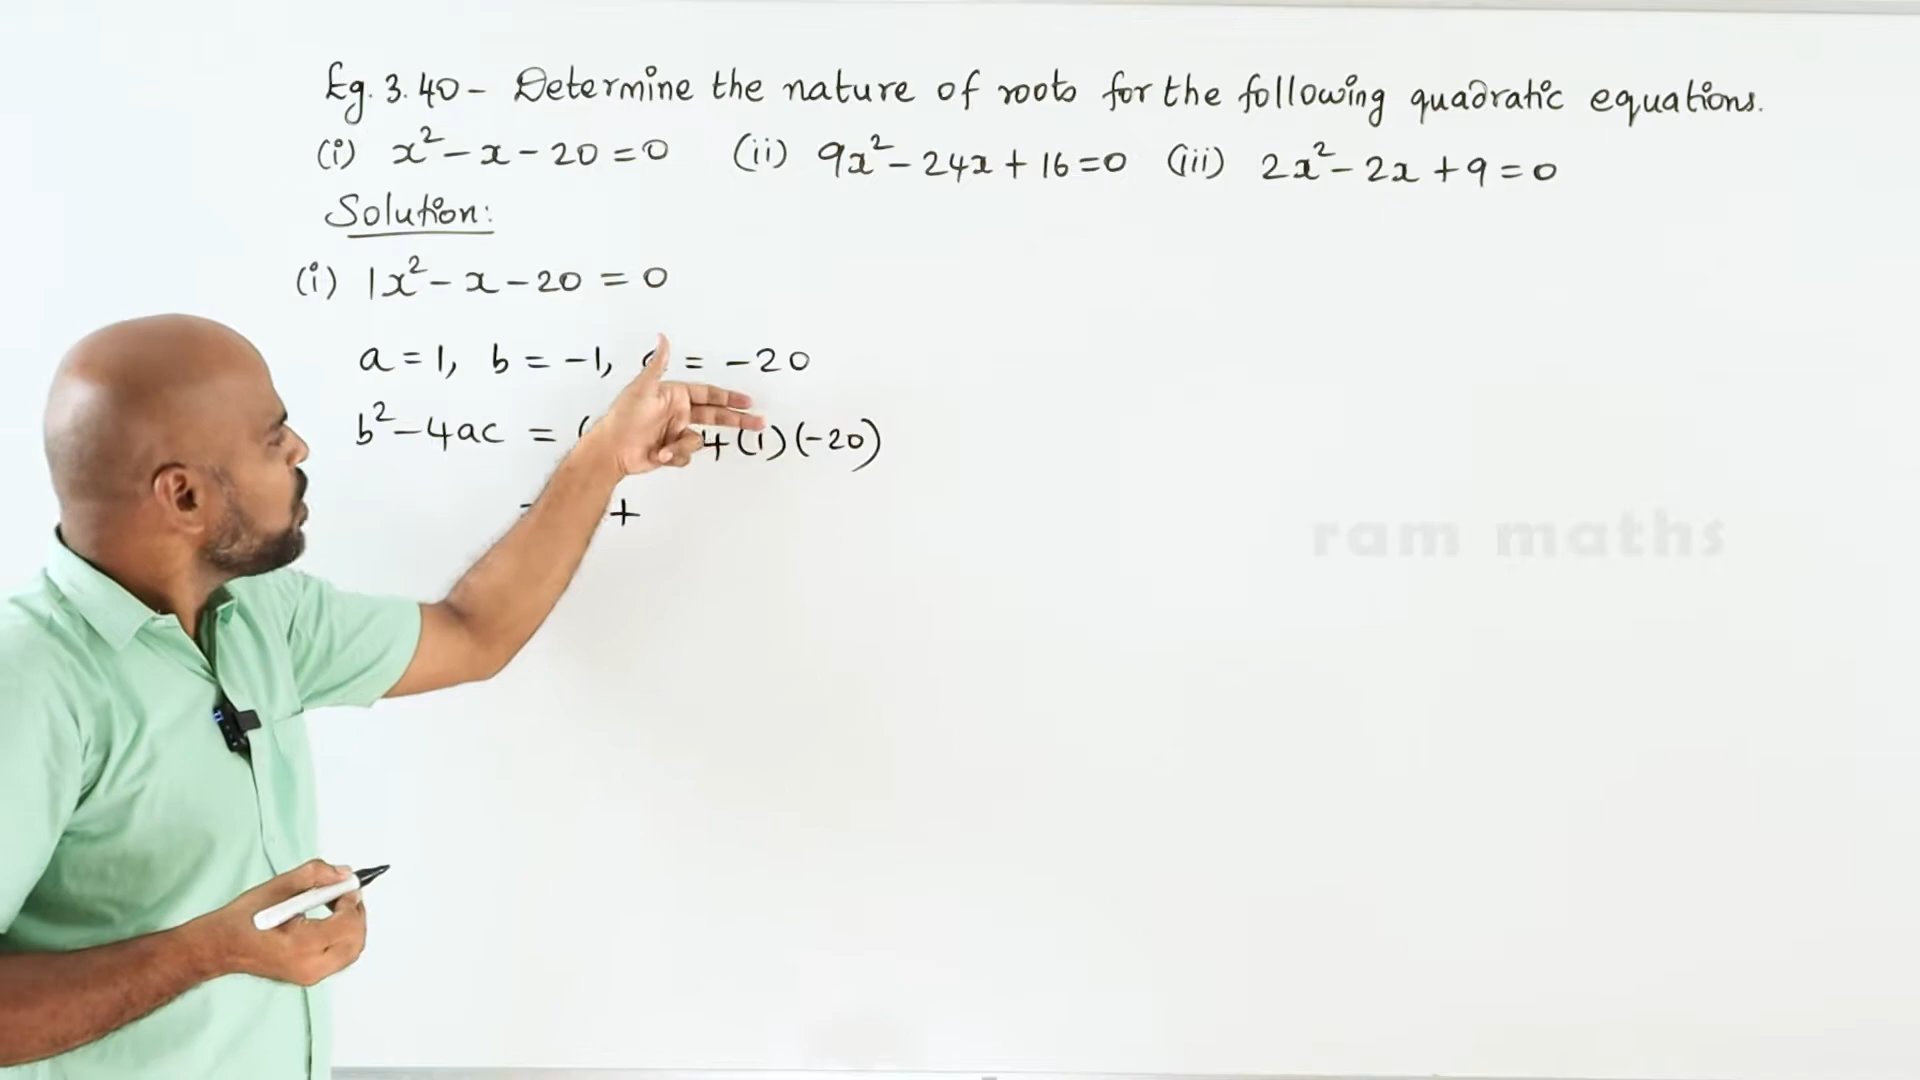 Eg. 3.40 - Determine the nature of roots for the following quadratic equations.
(i) x² - x - 20 = 0 (ii) 9x² - 24x + 16 = 0 (iii) 2x² - 2x + 9 = 0
Solution:
(i) 1x² - x - 20 = 0
a = 1, b = -1, = -20
b² - 4ac = ( 4(1)(-20)
+
ram maths